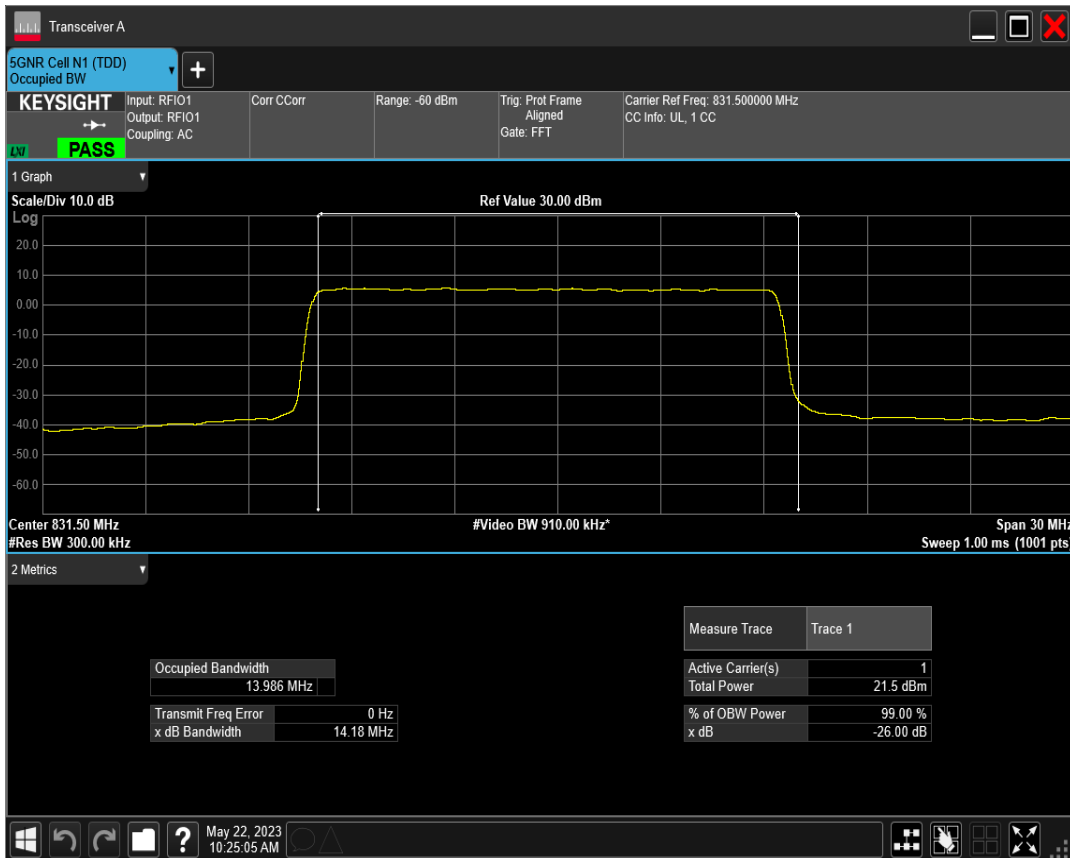 Transceiver A
5GNR Cell N1 (TDD)
Occupied BW
KEYSIGHT
LXI
PASS
Input: RFIO1
Output: RFIO1
Coupling: AC
Corr CCorr
Range: -60 dBm
Trig: Prot Frame
Aligned
Gate: FFT
Carrier Ref Freq: 831.500000 MHz
CC Info: UL, 1 CC
1 Graph
Scale/Div 10.0 dB
Ref Value 30.00 dBm
Log
20.0
10.0
0.00
-10.0
-20.0
-30.0
-40.0
-50.0
-60.0
Center 831.50 MHz
#Video BW 910.00 kHz*
Span 30 MHz
#Res BW 300.00 kHz
Sweep 1.00 ms (1001 pts)
2 Metrics
Measure Trace Trace 1
Occupied Bandwidth
13.986 MHz
Active Carrier(s) 1
Total Power 21.5 dBm
Transmit Freq Error 0 Hz
x dB Bandwidth 14.18 MHz
% of OBW Power 99.00 %
x dB -26.00 dB
?
May 22, 2023
10:25:05 AM